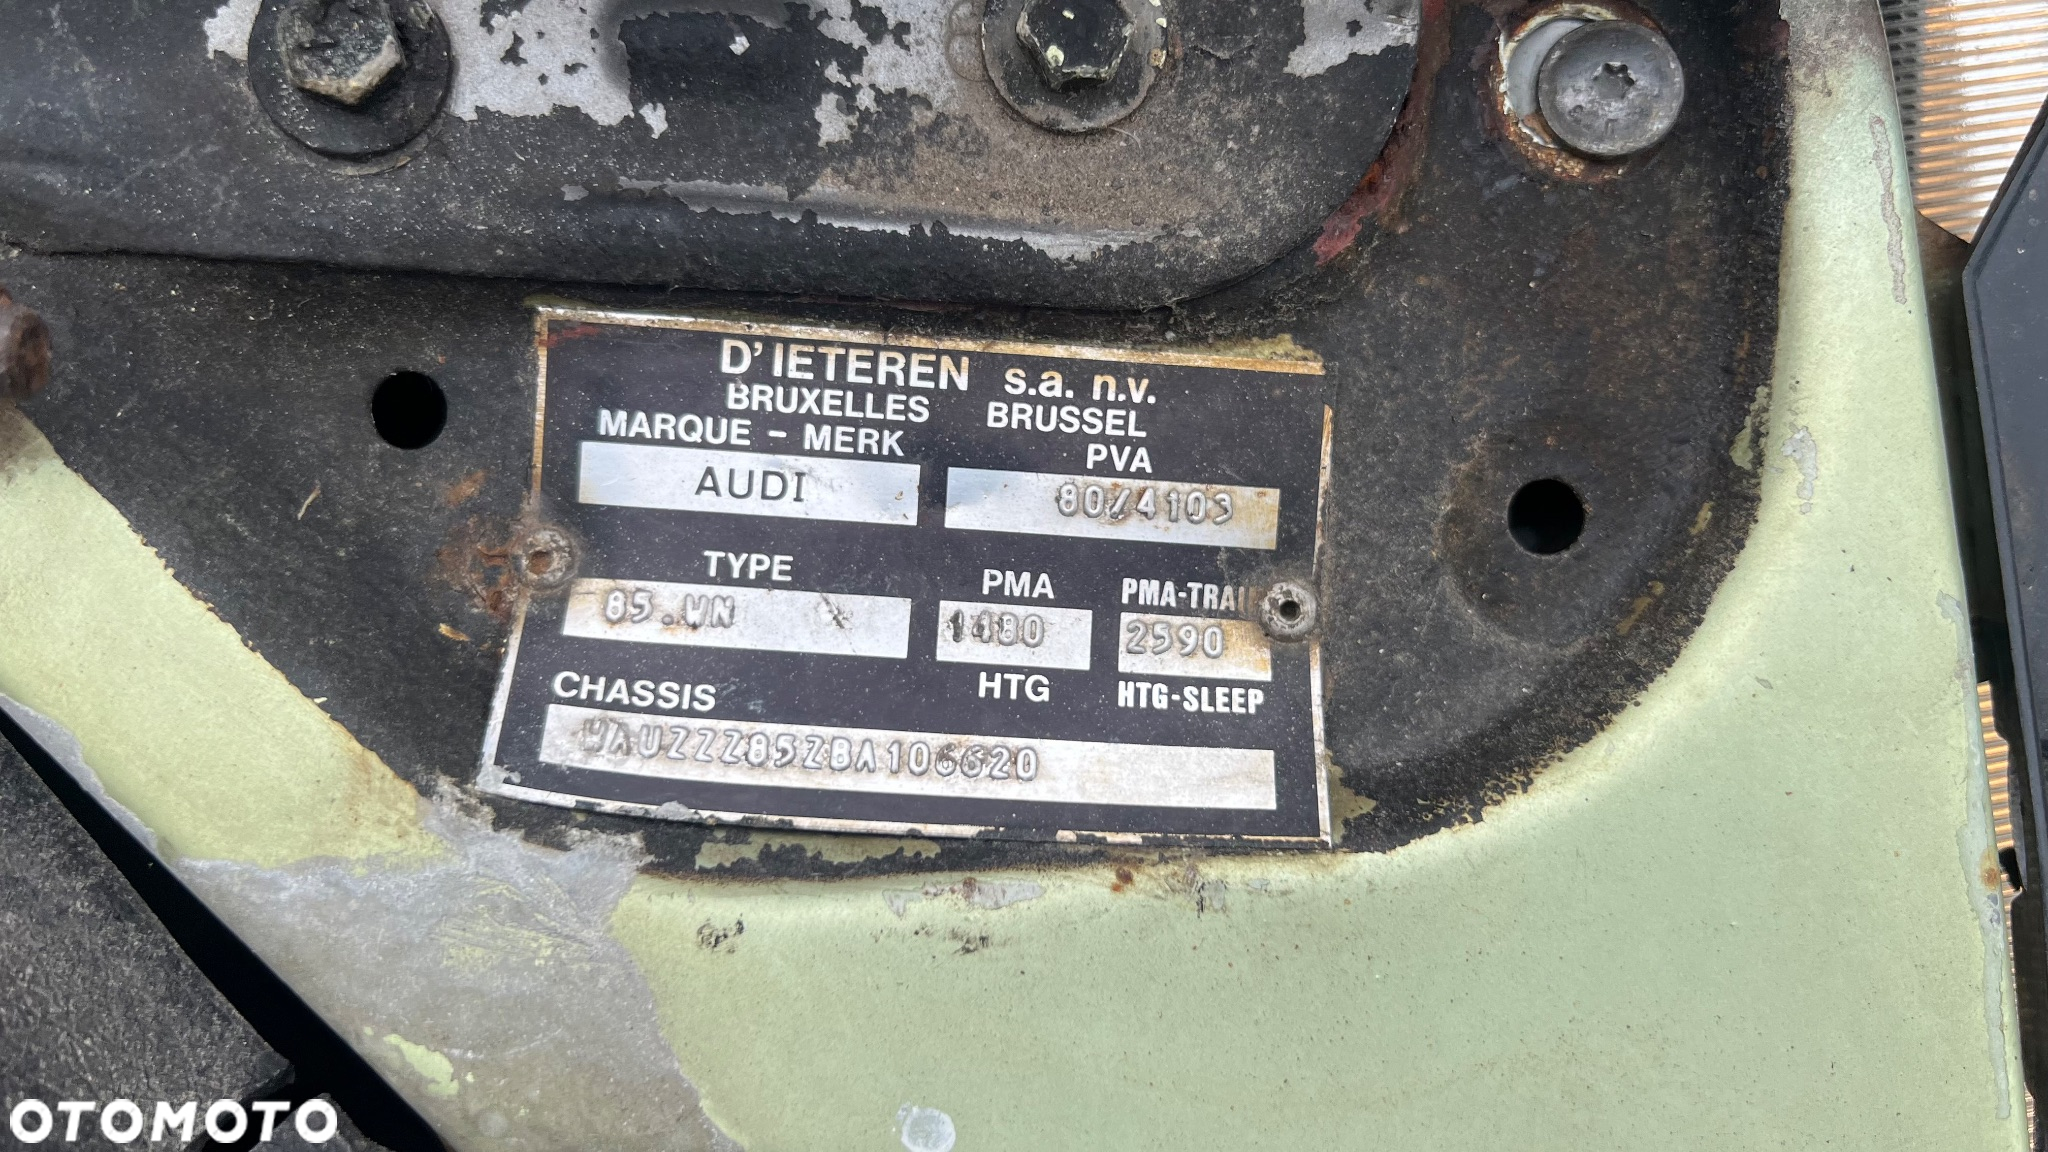 D'IETEREN s.a. n.v.
BRUXELLES BRUSSEL
MARQUE - MERK PVA
AUDI 80/4103
TYPE PMA PMA-TRAI
85.WN 1480 2590
HTG HTG-SLEEP
CHASSIS
WAUZZZ85ZBA106620
OTOMOTO